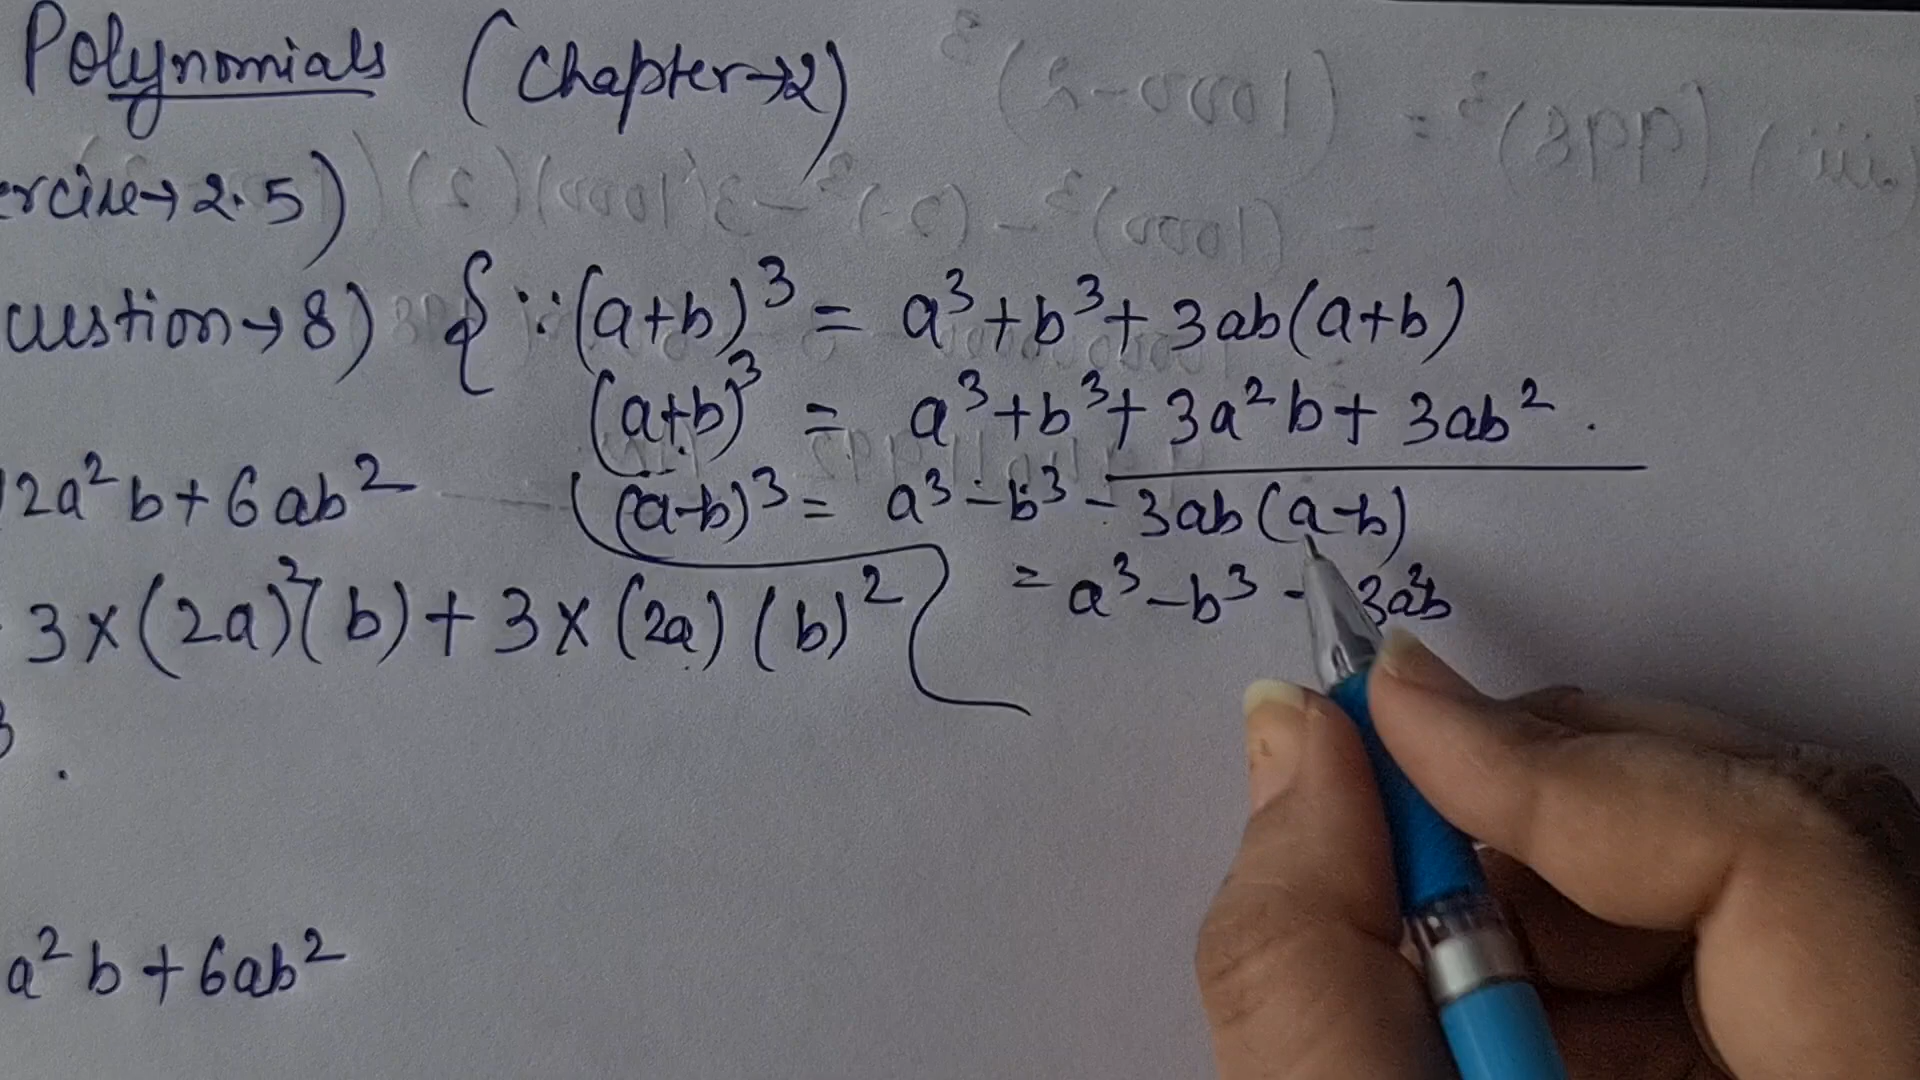 Polynomials (Chapter→2)
ercise→2.5)
uestion→8) { ∵(a+b)³ = a³+b³+3ab(a+b)
(a+b)³ = a³+b³+3a²b+3ab².
2a²b+6ab² (a-b)³ = a³-b³-3ab(a-b)
= a³-b³-3a²b
3×(2a)²(b)+3×(2a)(b)²
a²b+6ab²